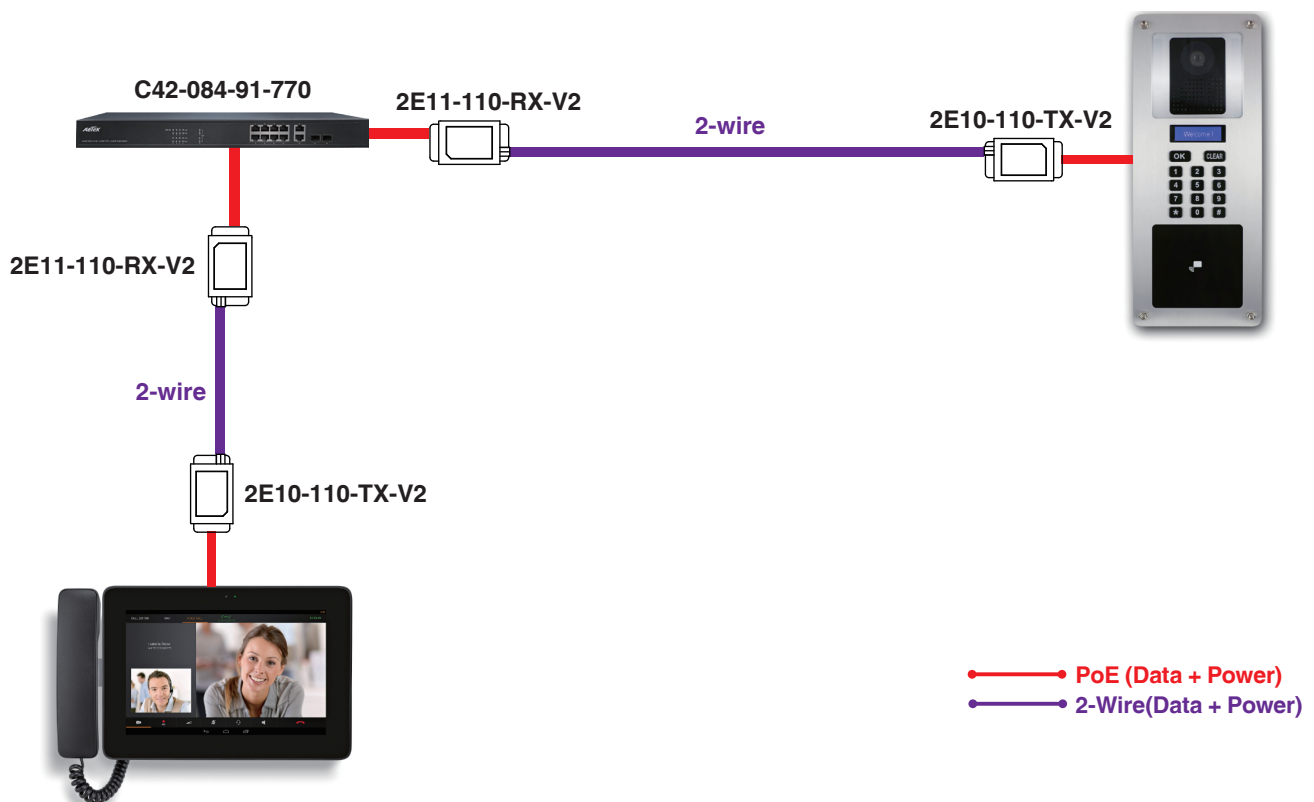 C42-084-91-770
AETEK
2E11-110-RX-V2
2-wire
2E10-110-TX-V2
Welcome !
OK CLEAR
1 2 3
4 5 6
7 8 9
* 0 #
2E11-110-RX-V2
2-wire
2E10-110-TX-V2
PoE (Data + Power)
2-Wire(Data + Power)